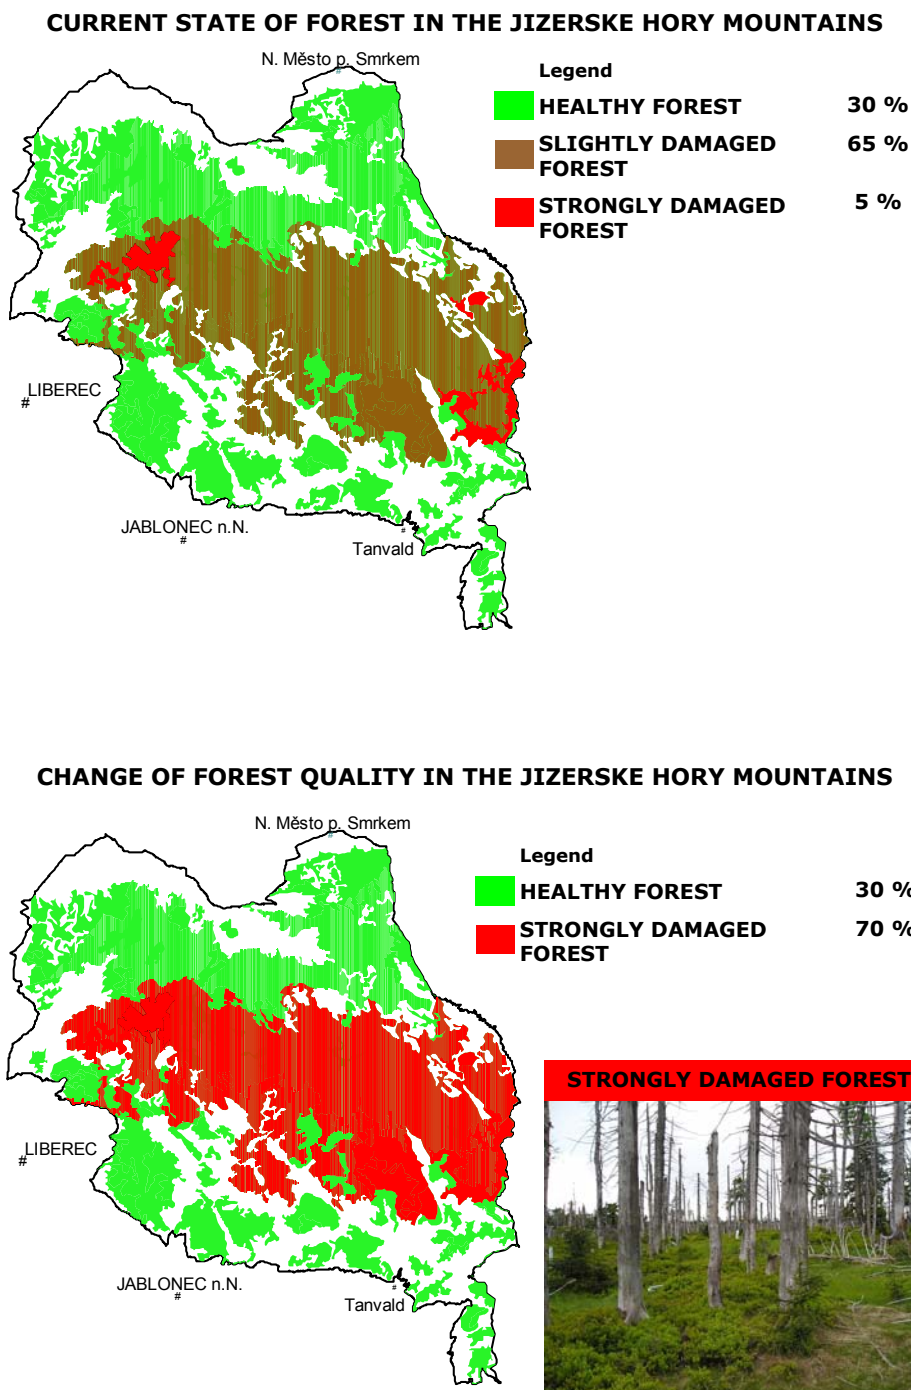 CURRENT STATE OF FOREST IN THE JIZERSKE HORY MOUNTAINS
N. Město p. Smrkem
#
Legend
HEALTHY FOREST 30 %
SLIGHTLY DAMAGED 65 %
FOREST
STRONGLY DAMAGED 5 %
FOREST
LIBEREC
#
JABLONEC n.N.
#
#
Tanvald
CHANGE OF FOREST QUALITY IN THE JIZERSKE HORY MOUNTAINS
N. Město p. Smrkem
#
Legend
HEALTHY FOREST 30 %
STRONGLY DAMAGED 70 %
FOREST
STRONGLY DAMAGED FOREST
LIBEREC
#
JABLONEC n.N.
#
#
Tanvald